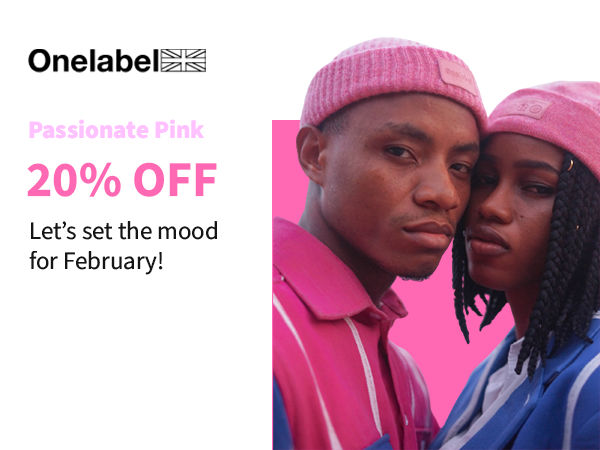 Onelabel
Passionate Pink
20% OFF
Let’s set the mood
for February!